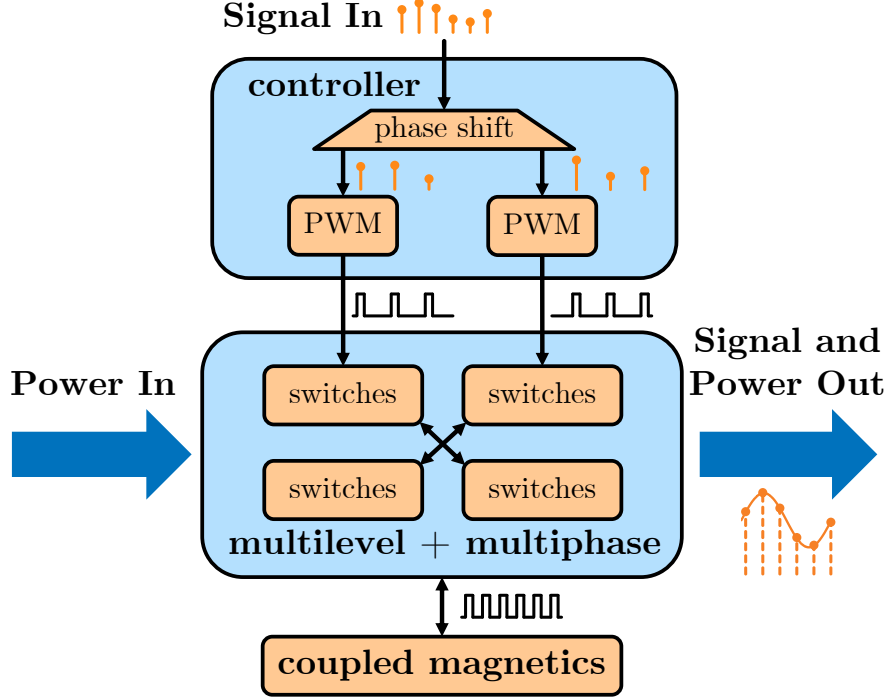 Signal In
controller
phase shift
PWM PWM
Signal and
Power Out
Power In
switches switches
switches switches
multilevel + multiphase
coupled magnetics